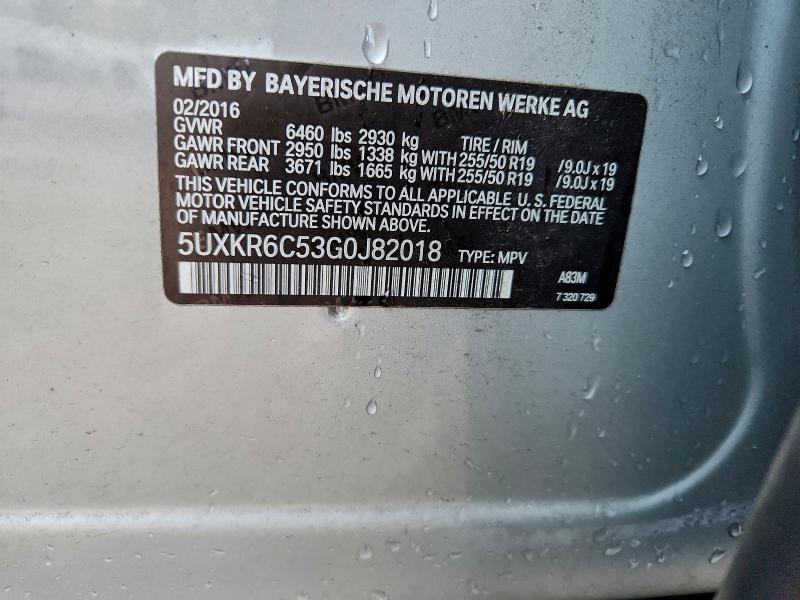 MFD BY BAYERISCHE MOTOREN WERKE AG
02/2016
GVWR 6460 lbs 2930 kg TIRE / RIM
GAWR FRONT 2950 lbs 1338 kg WITH 255/50 R19 /9.0J x 19
GAWR REAR 3671 lbs 1665 kg WITH 255/50 R19 /9.0J x 19
THIS VEHICLE CONFORMS TO ALL APPLICABLE U. S. FEDERAL
MOTOR VEHICLE SAFETY STANDARDS IN EFFECT ON THE DATE
OF MANUFACTURE SHOWN ABOVE.
5UXKR6C53G0J82018 TYPE: MPV
A83M
7 320 729